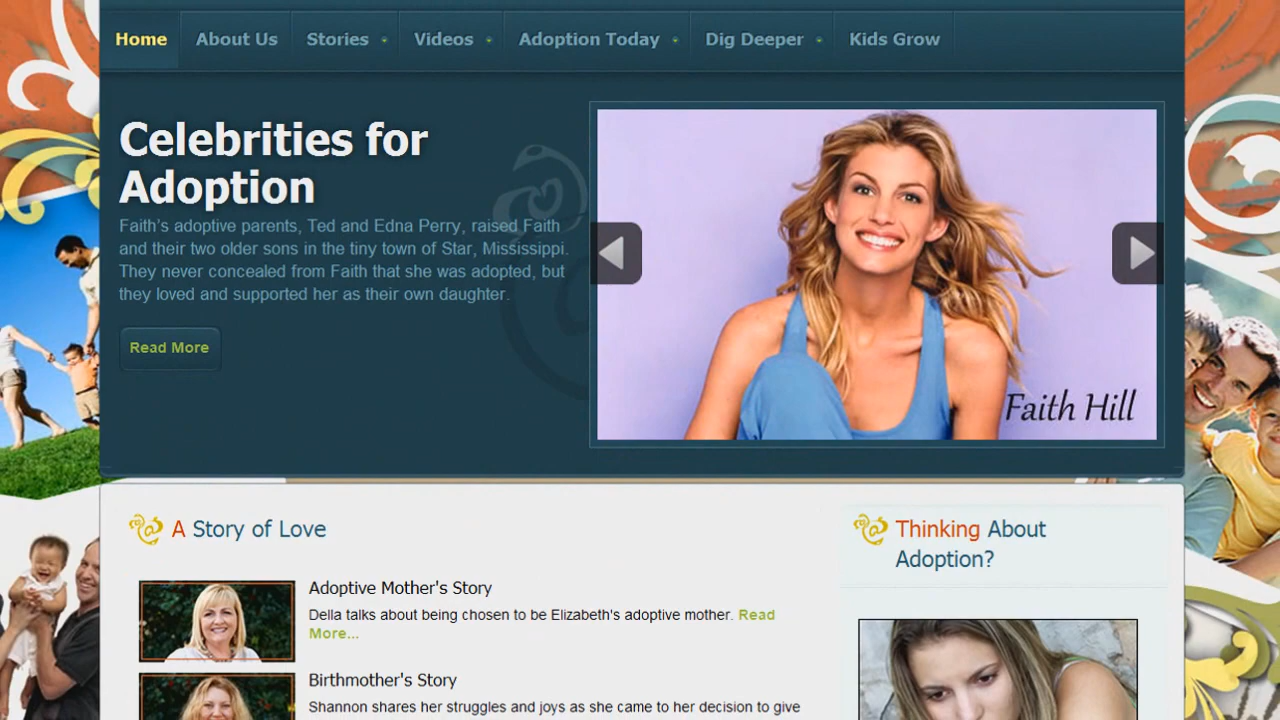 Home
About Us
Stories
Videos
Adoption Today
Dig Deeper
Kids Grow
Celebrities for
Adoption
Faith's adoptive parents, Ted and Edna Perry, raised Faith
and their two older sons in the tiny town of Star, Mississippi.
They never concealed from Faith that she was adopted, but
they loved and supported her as their own daughter.
Read More
Faith Hill
A Story of Love
Adoptive Mother's Story
Della talks about being chosen to be Elizabeth's adoptive mother. Read
More...
Birthmother's Story
Shannon shares her struggles and joys as she came to her decision to give
Thinking About
Adoption?